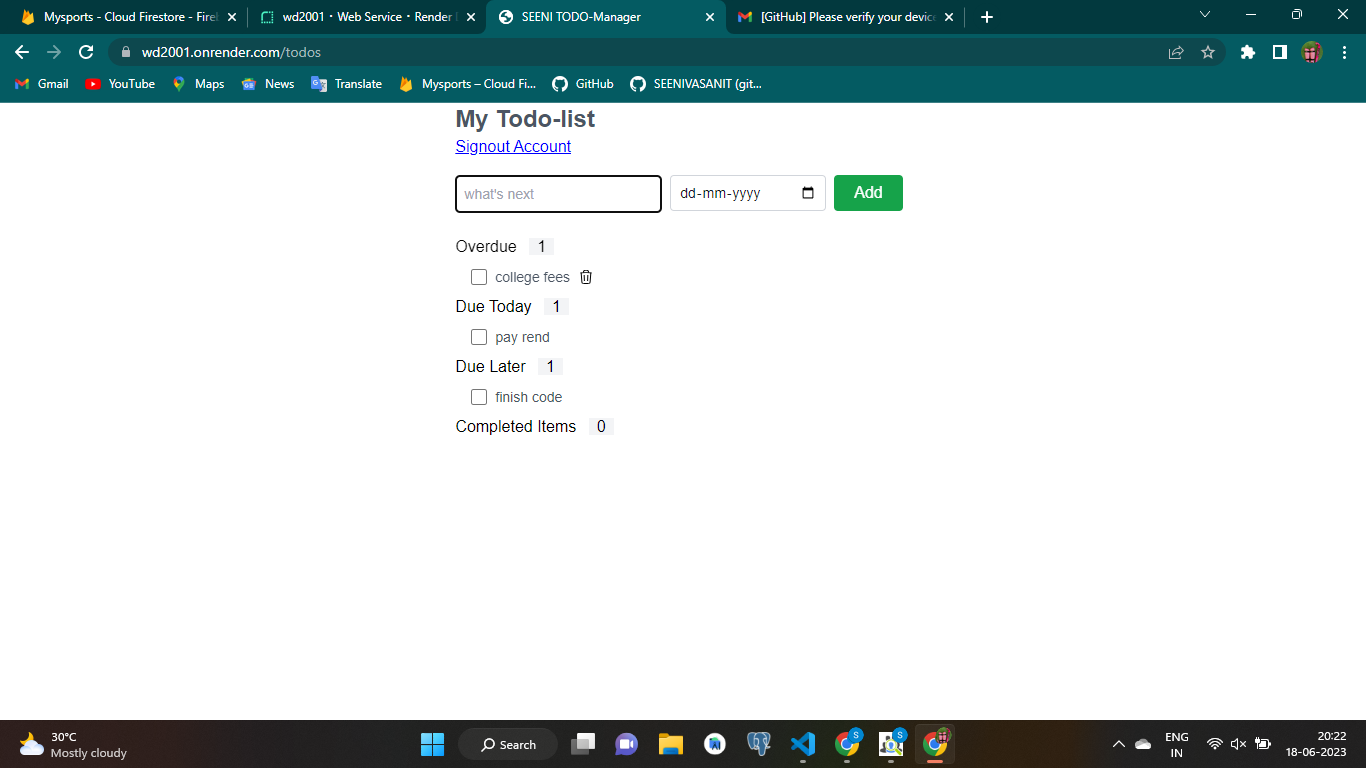 Mysports - Cloud Firestore - Fire
wd2001 · Web Service · Render
SEENI TODO-Manager
[GitHub] Please verify your device
wd2001.onrender.com/todos
Gmail YouTube Maps News Translate Mysports – Cloud Fi... GitHub SEENIVASANIT (git...
My Todo-list
Signout Account
what's next dd-mm-yyyy Add
Overdue 1
college fees
Due Today 1
pay rend
Due Later 1
finish code
Completed Items 0
30°C
Mostly cloudy
Search
S
S
ENG
IN
20:22
18-06-2023